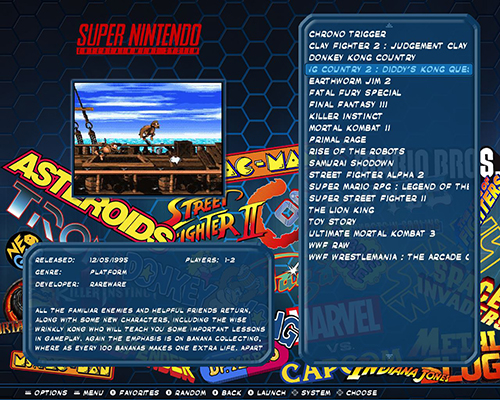 SUPER NINTENDO
ENTERTAINMENT SYSTEM
CHRONO TRIGGER
CLAY FIGHTER 2 : JUDGEMENT CLAY
DONKEY KONG COUNTRY
NG COUNTRY 2 : DIDDY'S KONG QUE
EARTHWORM JIM 2
FATAL FURY SPECIAL
FINAL FANTASY III
KILLER INSTINCT
MORTAL KOMBAT II
PRIMAL RAGE
RISE OF THE ROBOTS
SAMURAI SHODOWN
STREET FIGHTER ALPHA 2
SUPER MARIO RPG : LEGEND OF THE
SUPER STREET FIGHTER II
THE LION KING
TOY STORY
ULTIMATE MORTAL KOMBAT 3
WWF RAW
WWF WRESTLEMANIA : THE ARCADE G
ASTEROIDS
TRON
PAC-MAN
STREET
FIGHTER II
MARVEL
VS
METAL
SLUG
INDIANA JONES
RELEASED: 12/05/1995 PLAYERS: 1-2
GENRE: PLATFORM
DEVELOPER: RAREWARE
ALL THE FAMILIAR ENEMIES AND HELPFUL FRIENDS RETURN,
ALONG WITH SOME NEW CHARACTERS, INCLUDING THE WISE
WRINKLY KONG WHO WILL TEACH YOU SOME IMPORTANT LESSONS
IN GAMEPLAY. AGAIN THE EMPHASIS IS ON BANANA COLLECTING,
WHERE AS EVERY 100 BANANAS MAKES ONE EXTRA LIFE. APART
OPTIONS MENU FAVORITES RANDOM BACK LAUNCH SYSTEM CHOOSE